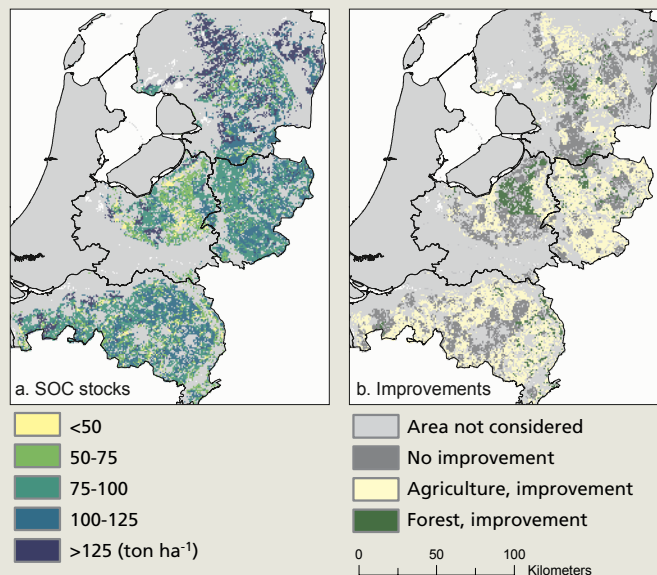 a. SOC stocks
<50
50-75
75-100
100-125
>125 (ton ha⁻¹)
b. Improvements
Area not considered
No improvement
Agriculture, improvement
Forest, improvement
0 50 100
Kilometers